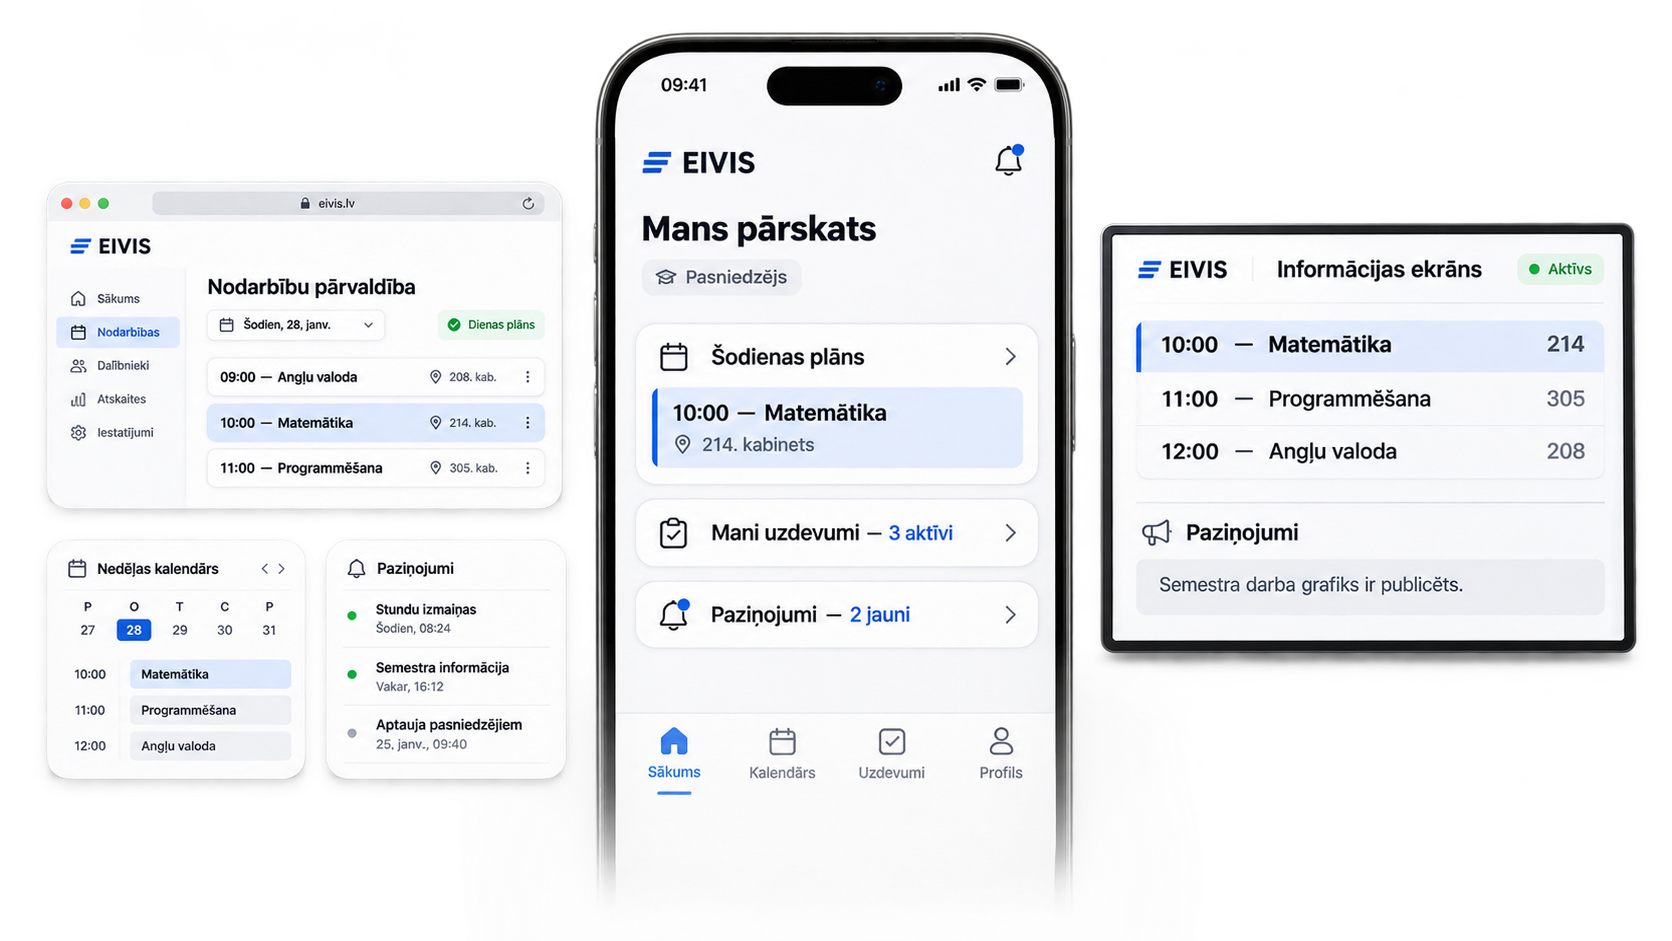 eivis.lv
EIVIS
Sākums
Nodarbības
Dalībnieki
Atskaites
Iestatījumi
Nodarbību pārvaldība
Šodien, 28, janv.
Dienas plāns
09:00 — Angļu valoda 208. kab.
10:00 — Matemātika 214. kab.
11:00 — Programmēšana 305. kab.
Nedēļas kalendārs
P O T C P
27 28 29 30 31
10:00 Matemātika
11:00 Programmēšana
12:00 Angļu valoda
Paziņojumi
Stundu izmaiņas
Šodien, 08:24
Semestra informācija
Vakar, 16:12
Aptauja pasniedzējiem
25, janv., 09:40
09:41
EIVIS
Mans pārskats
Pasniedzējs
Šodienas plāns
10:00 — Matemātika
214. kabinets
Mani uzdevumi — 3 aktīvi
Paziņojumi — 2 jauni
Sākums Kalendārs Uzdevumi Profils
EIVIS Informācijas ekrāns Aktīvs
10:00 — Matemātika 214
11:00 — Programmēšana 305
12:00 — Angļu valoda 208
Paziņojumi
Semestra darba grafiks ir publicēts.